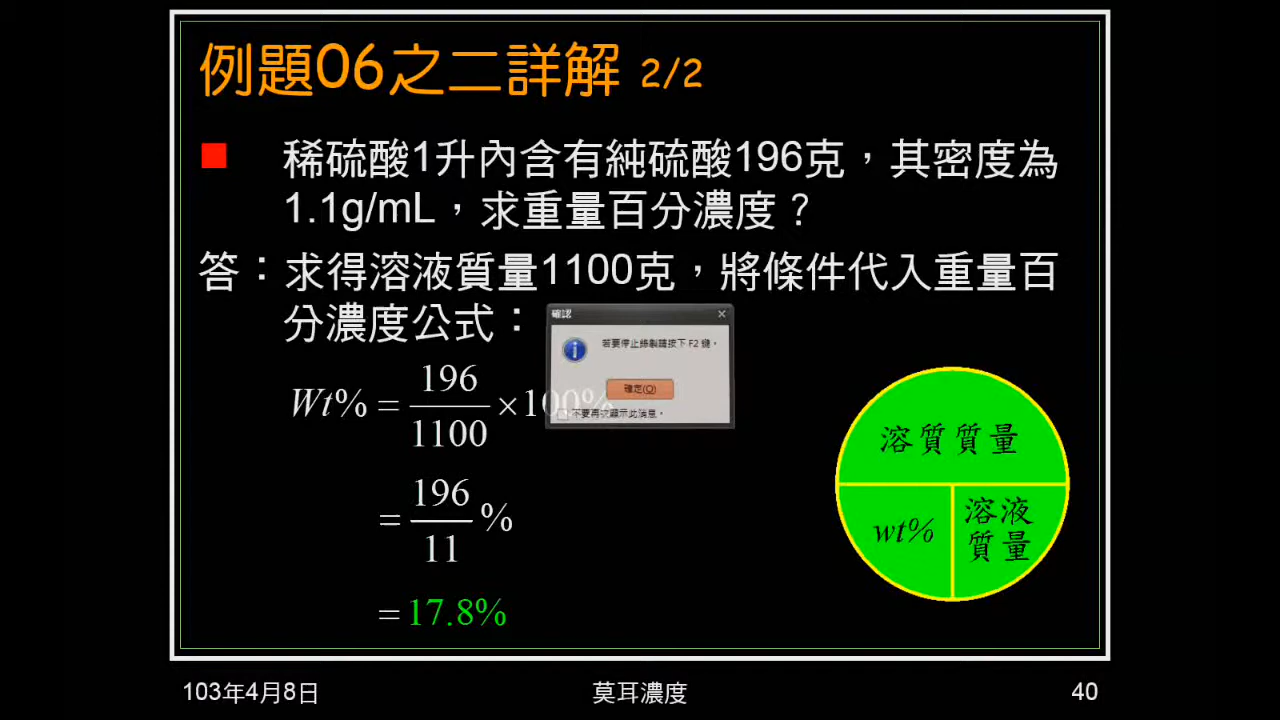 例題06之二詳解 2/2
稀硫酸1升內含有純硫酸196克，其密度為
1.1g/mL，求重量百分濃度？
答：求得溶液質量1100克，將條件代入重量百
分濃度公式：
確認
若要停止錄製請按下 F2 鍵。
確定(O)
不要再次顯示此消息。
Wt% = 196/1100 ×100%
= 196/11 %
= 17.8%
溶質質量
wt%
溶液
質量
103年4月8日
莫耳濃度
40